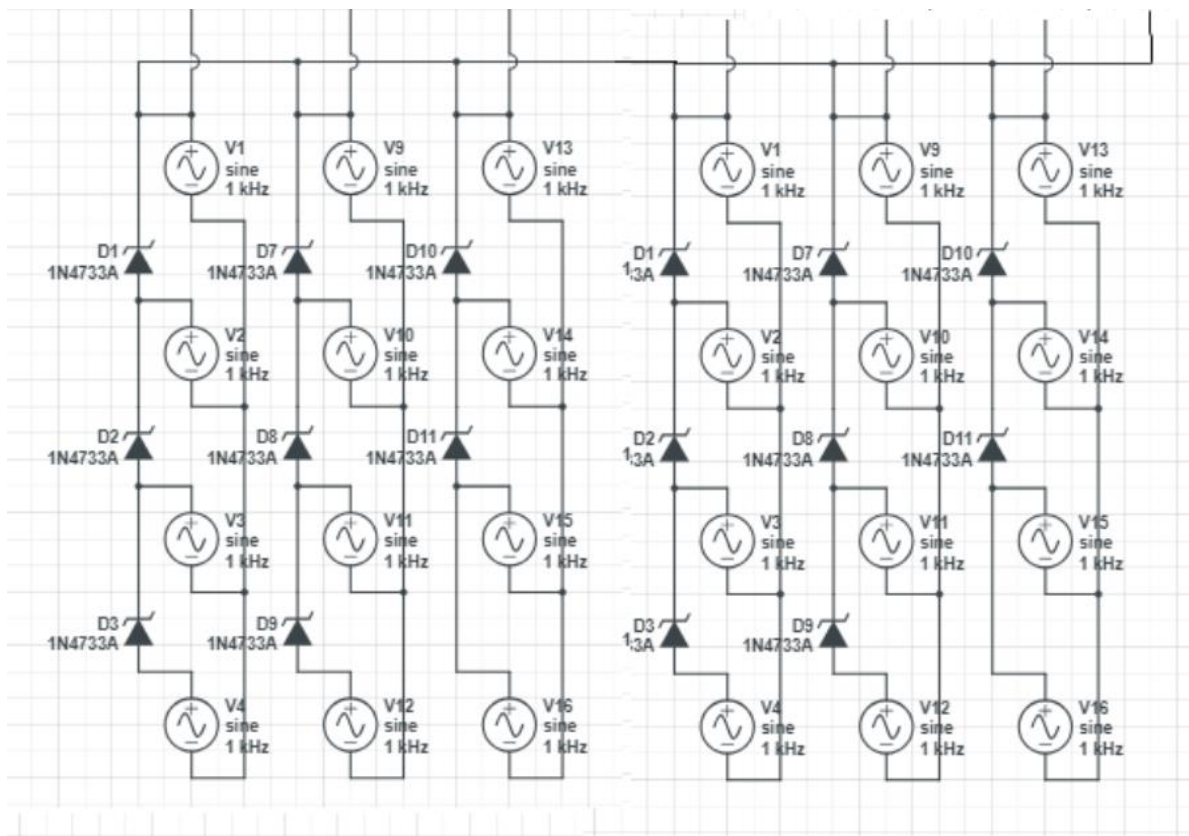 V1
sine
1 kHz
V9
sine
1 kHz
V13
sine
1 kHz
V1
sine
1 kHz
V9
sine
1 kHz
V13
sine
1 kHz
D1
1N4733A
D7
1N4733A
D10
1N4733A
D1
3A
D7
1N4733A
D10
1N4733A
V2
sine
1 kHz
V10
sine
1 kHz
V14
sine
1 kHz
V2
sine
1 kHz
V10
sine
1 kHz
V14
sine
1 kHz
D2
1N4733A
D8
1N4733A
D11
1N4733A
D2
3A
D8
1N4733A
D11
1N4733A
V3
sine
1 kHz
V11
sine
1 kHz
V15
sine
1 kHz
V3
sine
1 kHz
V11
sine
1 kHz
V15
sine
1 kHz
D3
1N4733A
D9
1N4733A
D3
3A
D9
1N4733A
V4
sine
1 kHz
V12
sine
1 kHz
V16
sine
1 kHz
V4
sine
1 kHz
V12
sine
1 kHz
V16
sine
1 kHz